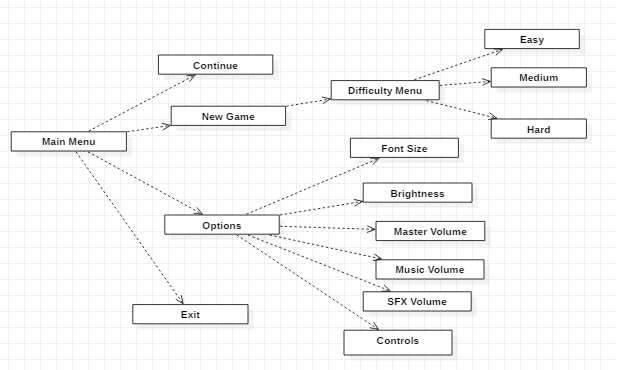 Easy
Continue
Medium
Difficulty Menu
New Game
Hard
Main Menu
Font Size
Brightness
Options
Master Volume
Music Volume
SFX Volume
Exit
Controls